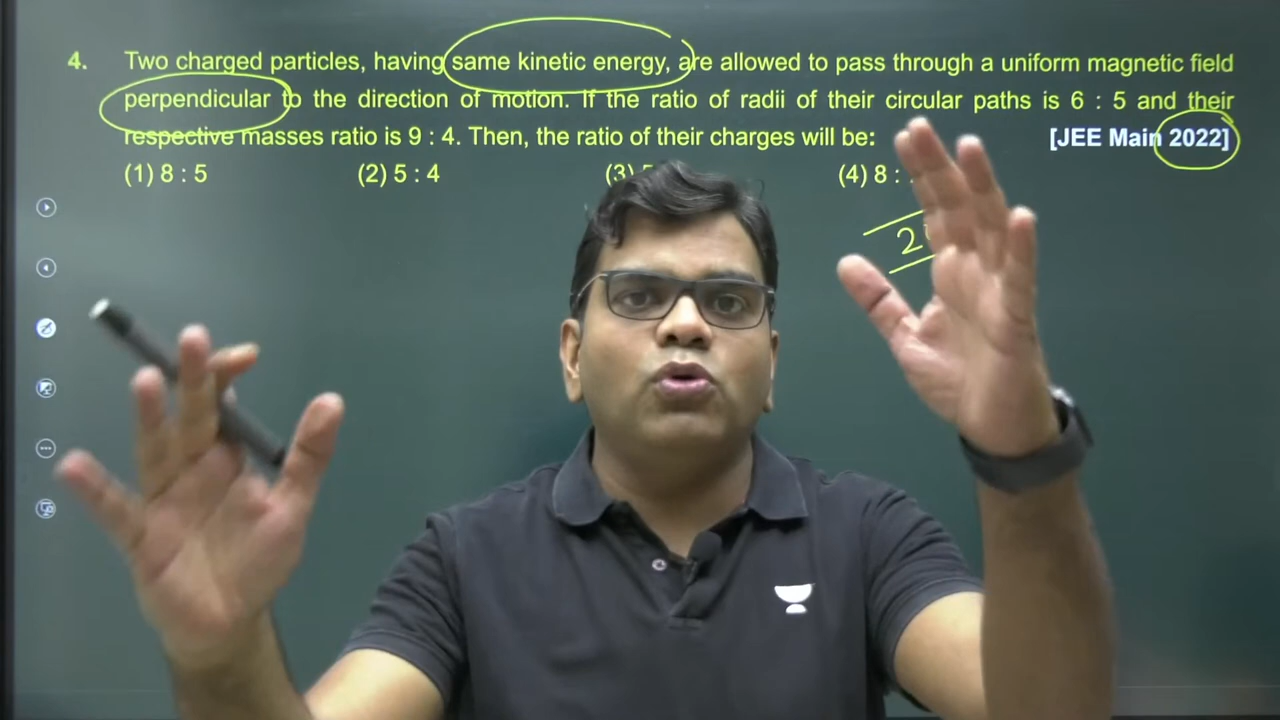 4. Two charged particles, having same kinetic energy, are allowed to pass through a uniform magnetic field
perpendicular to the direction of motion. If the ratio of radii of their circular paths is 6 : 5 and their
respective masses ratio is 9 : 4. Then, the ratio of their charges will be: [JEE Main 2022]
(1) 8 : 5 (2) 5 : 4 (3) (4) 8 :
2